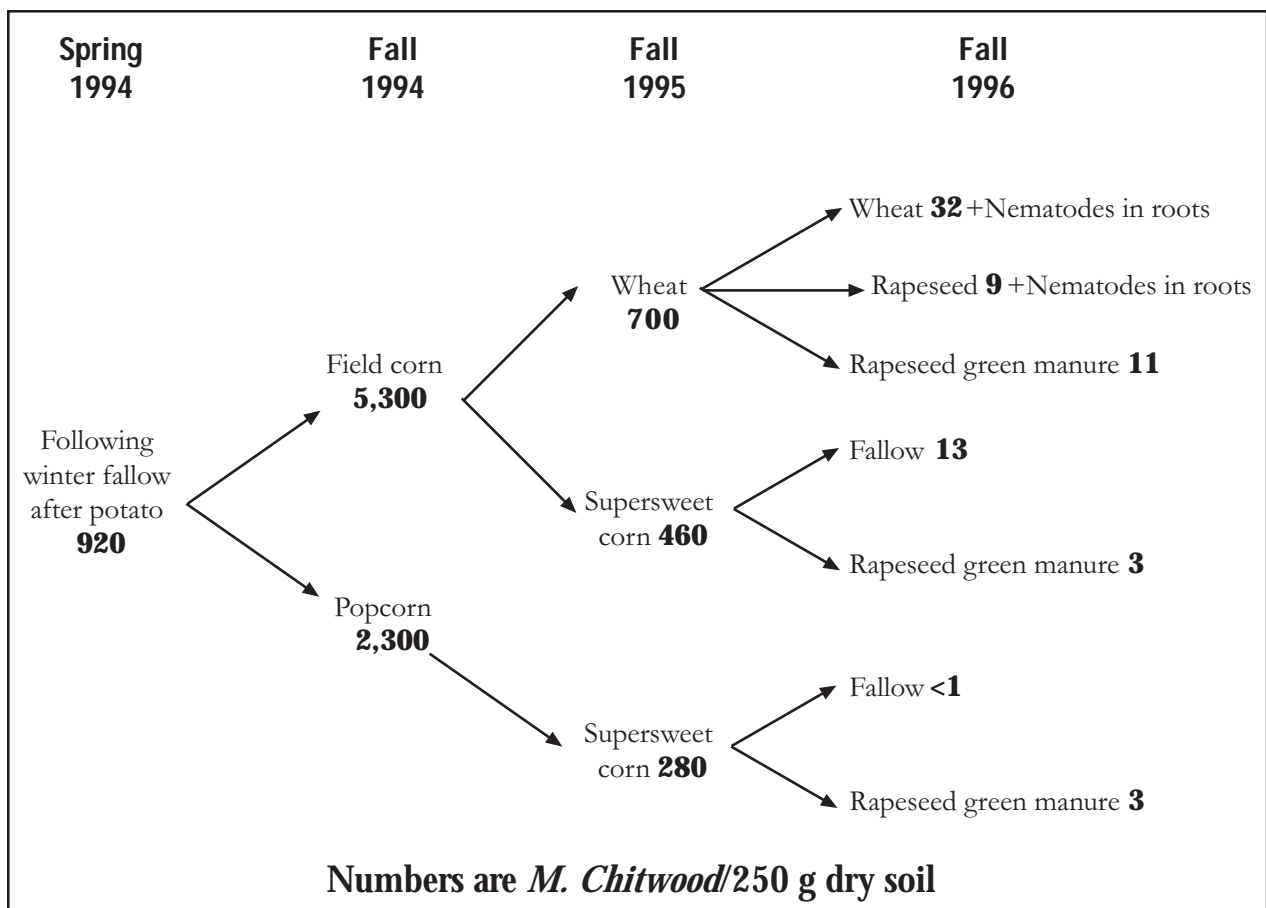 Spring
1994
Fall
1994
Fall
1995
Fall
1996
Following
winter fallow
after potato
920
Field corn
5,300
Popcorn
2,300
Wheat
700
Supersweet
corn 460
Supersweet
corn 280
Wheat 32 +Nematodes in roots
Rapeseed 9 +Nematodes in roots
Rapeseed green manure 11
Fallow 13
Rapeseed green manure 3
Fallow <1
Rapeseed green manure 3
Numbers are M. Chitwood/250 g dry soil